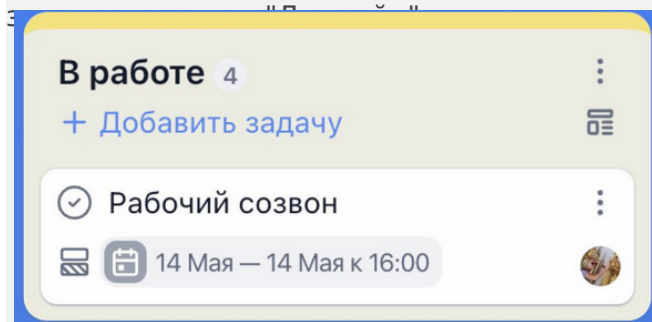 В работе 4
+ Добавить задачу
Рабочий созвон
14 Мая — 14 Мая к 16:00